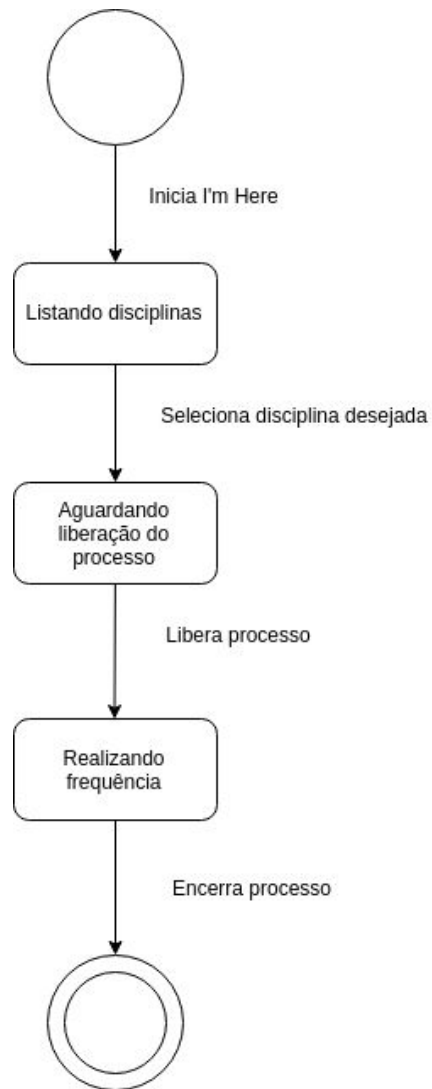 Inicia I'm Here
Listando disciplinas
Seleciona disciplina desejada
Aguardando
liberação do
processo
Libera processo
Realizando
frequência
Encerra processo